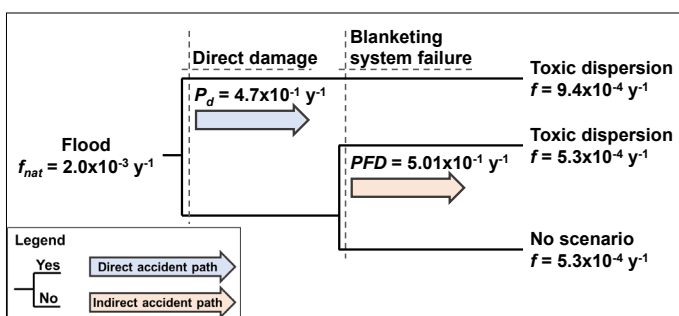 Direct damage
Blanketing
system failure
P_d = 4.7x10⁻¹ y⁻¹
Toxic dispersion
f = 9.4x10⁻⁴ y⁻¹
Flood
f_nat = 2.0x10⁻³ y⁻¹
PFD = 5.01x10⁻¹ y⁻¹
Toxic dispersion
f = 5.3x10⁻⁴ y⁻¹
No scenario
f = 5.3x10⁻⁴ y⁻¹
Legend
Yes
Direct accident path
No
Indirect accident path